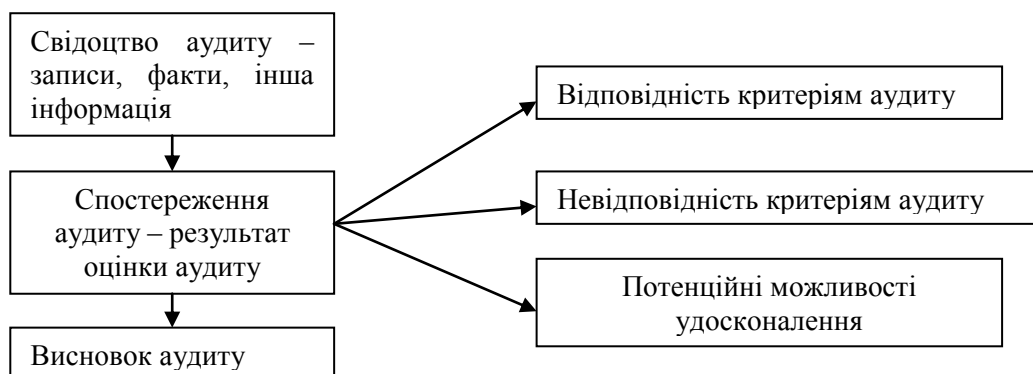 Свідоцтво аудиту –
записи, факти, інша
інформація
Спостереження
аудиту – результат
оцінки аудиту
Висновок аудиту
Відповідність критеріям аудиту
Невідповідність критеріям аудиту
Потенційні можливості
удосконалення